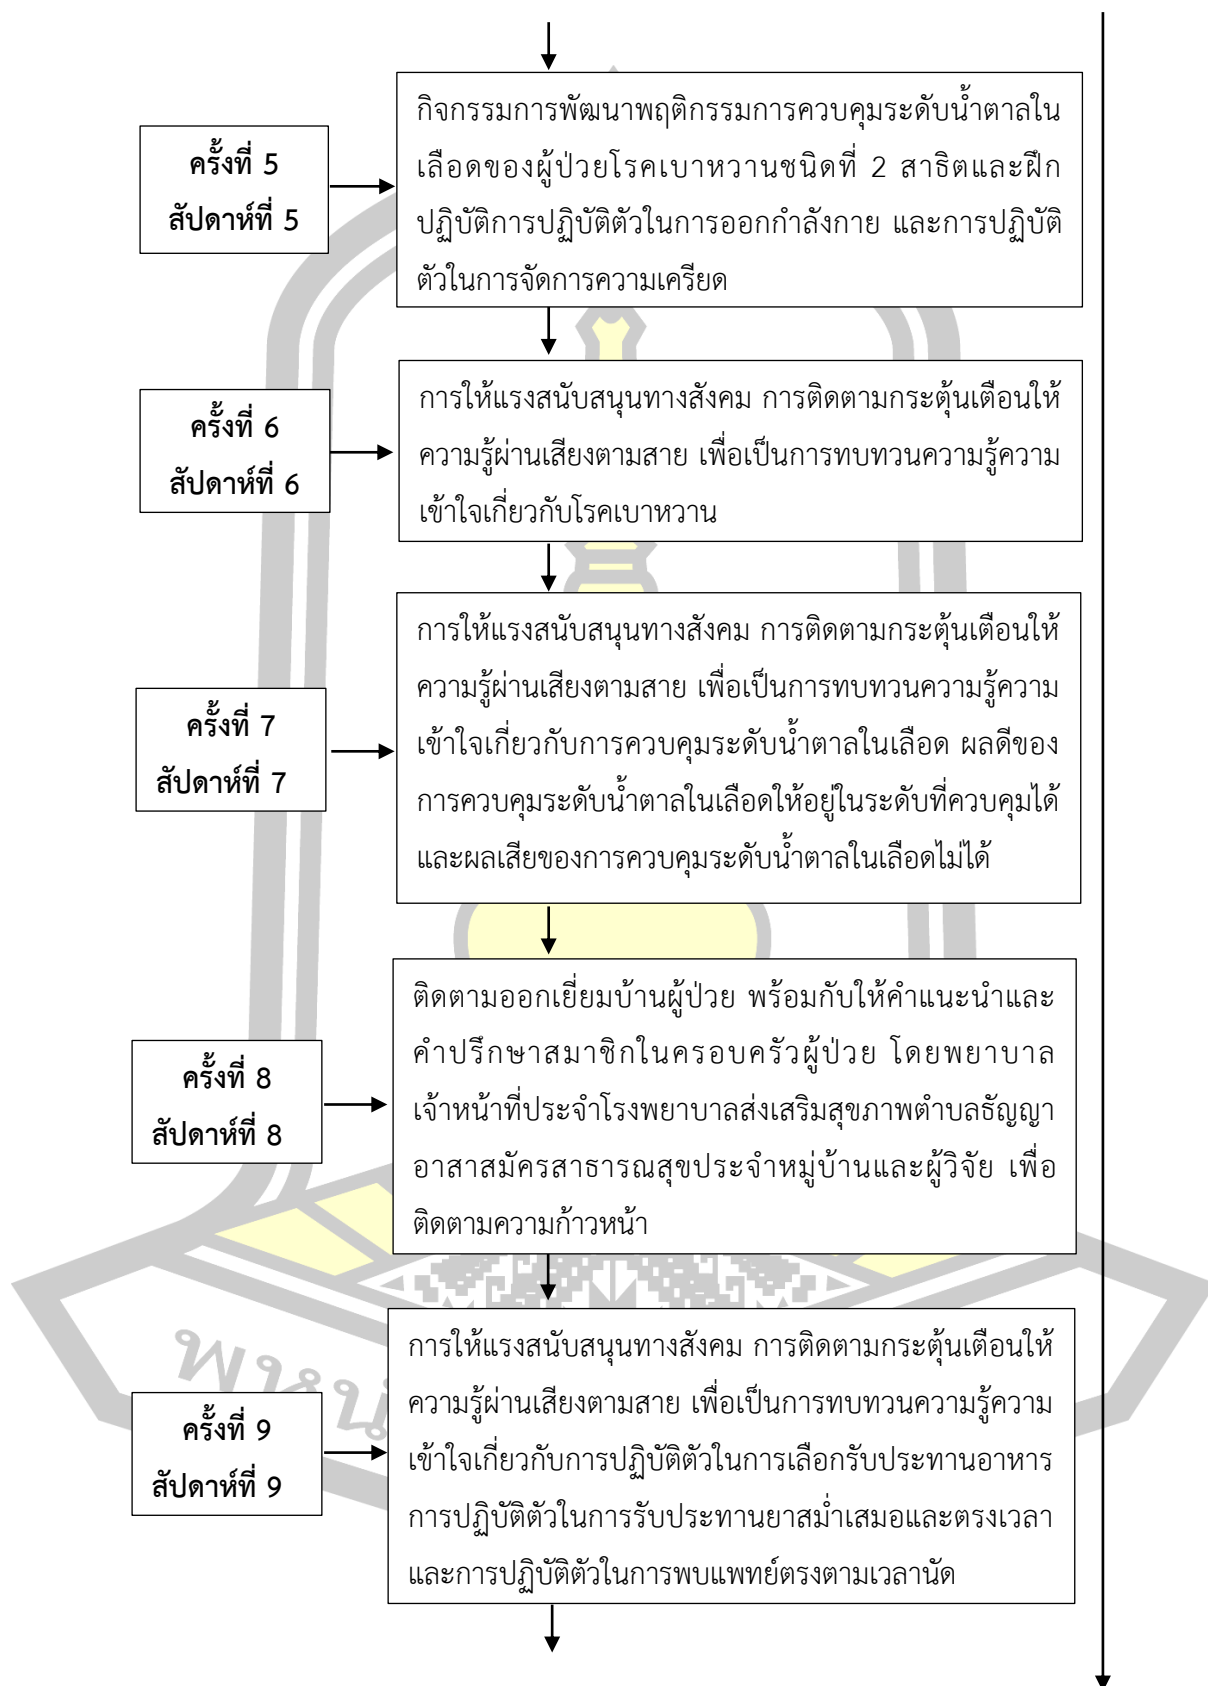 กิจกรรมการพัฒนาพฤติกรรมการควบคุมระดับน้ำตาลใน
ครั้งที่ 5
สัปดาห์ที่ 5
เลือดของผู้ป่วยโรคเบาหวานชนิดที่ 2 สาธิตและฝึก
ปฏิบัติการปฏิบัติตัวในการออกกำลังกาย และการปฏิบัติ
ตัวในการจัดการความเครียด
ครั้งที่ 6
สัปดาห์ที่ 6
การให้แรงสนับสนุนทางสังคม การติดตามกระตุ้นเตือนให้
ความรู้ผ่านเสียงตามสาย เพื่อเป็นการทบทวนความรู้ความ
เข้าใจเกี่ยวกับโรคเบาหวาน
ครั้งที่ 7
สัปดาห์ที่ 7
การให้แรงสนับสนุนทางสังคม การติดตามกระตุ้นเตือนให้
ความรู้ผ่านเสียงตามสาย เพื่อเป็นการทบทวนความรู้ความ
เข้าใจเกี่ยวกับการควบคุมระดับน้ำตาลในเลือด ผลดีของ
การควบคุมระดับน้ำตาลในเลือดให้อยู่ในระดับที่ควบคุมได้
และผลเสียของการควบคุมระดับน้ำตาลในเลือดไม่ได้
ครั้งที่ 8
สัปดาห์ที่ 8
ติดตามออกเยี่ยมบ้านผู้ป่วย พร้อมกับให้คำแนะนำและ
คำปรึกษาสมาชิกในครอบครัวผู้ป่วย โดยพยาบาล
เจ้าหน้าที่ประจำโรงพยาบาลส่งเสริมสุขภาพตำบลธัญญา
อาสาสมัครสาธารณสุขประจำหมู่บ้านและผู้วิจัย เพื่อ
ติดตามความก้าวหน้า
ครั้งที่ 9
สัปดาห์ที่ 9
การให้แรงสนับสนุนทางสังคม การติดตามกระตุ้นเตือนให้
ความรู้ผ่านเสียงตามสาย เพื่อเป็นการทบทวนความรู้ความ
เข้าใจเกี่ยวกับการปฏิบัติตัวในการเลือกรับประทานอาหาร
การปฏิบัติตัวในการรับประทานยาสม่ำเสมอและตรงเวลา
และการปฏิบัติตัวในการพบแพทย์ตรงตามเวลานัด